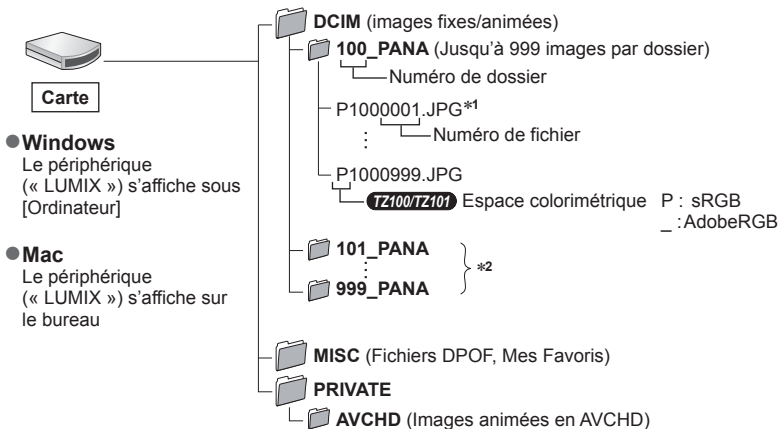 DCIM (images fixes/animées)
100_PANA (Jusqu'à 999 images par dossier)
Numéro de dossier
Carte
P1000001.JPG*1
Numéro de fichier
●Windows
Le périphérique
(« LUMIX ») s'affiche sous
[Ordinateur]
P1000999.JPG
TZ100/TZ101 Espace colorimétrique P : sRGB
_ :AdobeRGB
●Mac
Le périphérique
(« LUMIX ») s'affiche sur
le bureau
101_PANA
*2
999_PANA
MISC (Fichiers DPOF, Mes Favoris)
PRIVATE
AVCHD (Images animées en AVCHD)